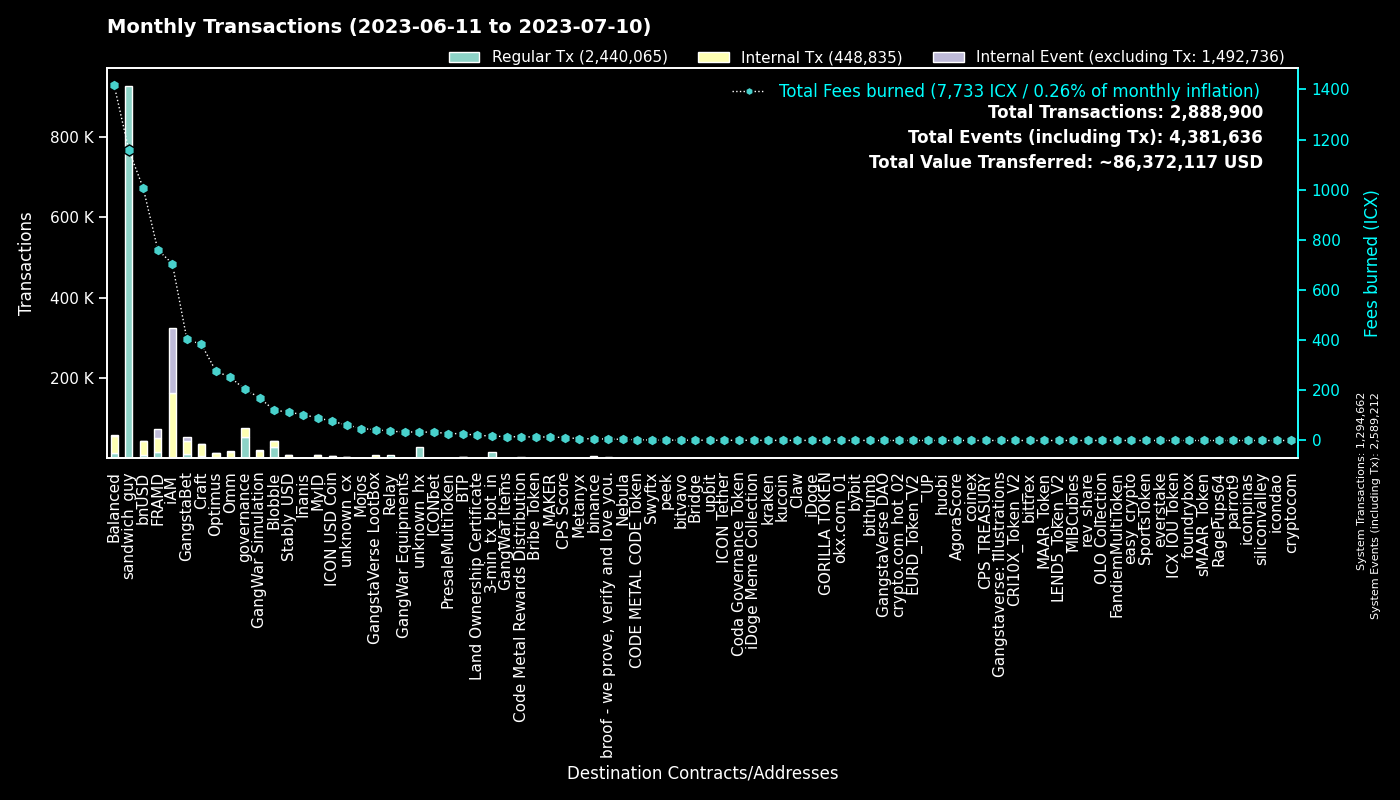 Monthly Transactions (2023-06-11 to 2023-07-10)
Regular Tx (2,440,065)
Internal Tx (448,835)
Internal Event (excluding Tx: 1,492,736)
Total Fees burned (7,733 ICX / 0.26% of monthly inflation)
Total Transactions: 2,888,900
Total Events (including Tx): 4,381,636
Total Value Transferred: ~86,372,117 USD
Transactions
800 K
600 K
400 K
200 K
1400
1200
1000
800
600
400
200
0
Fees burned (ICX)
System Transactions: 1,294,662
System Events (including Tx): 2,589,212
Balanced
sandwich_guy
bnUSD
FRAMD
iAM
GangstaBet
Craft
Optimus
Omm
governance
GangWar Simulation
Blobble
Stably_USD
Inanis
MyID
ICON USD Coin
unknown_cx
Mojos
GangstaVerse LootBox
Relay
GangWar Equipments
unknown_hx
ICONbet
PresaleMultiToken
BTP
Land Ownership Certificate
3-min_tx_bot_in
GangWar Items
Code Metal Rewards Distribution
Bribe Token
MAKER
CPS Score
Metanyx
binance
broof - we prove, verify and love you.
Nebula
CODE METAL CODE Token
Swyftx
peek
bitvavo
Bridge
upbit
ICON Tether
Coda Governance Token
iDoge Meme Collection
kraken
kucoin
Claw
iDoge
GORILLA TOKEN
okx.com_01
bybit
bithumb
GangstaVerse DAO
crypto.com_hot_02
EURD_Token_V2
UP
huobi
AgoraScore
coinex
CPS_TREASURY
Gangstaverse: Illustrations
CRI10X_Token_V2
bittrex
MAAR_Token
LEND5_Token_V2
MIBCubies
rev_share
OLO Collection
FandiemMultiToken
easy_crypto
SportsToken
everstake
ICX_IOU_Token
foundrybox
sMAAR_Token
RagePups64
parrot9
iconpinas
siliconvalley
icondao
cryptocom
Destination Contracts/Addresses